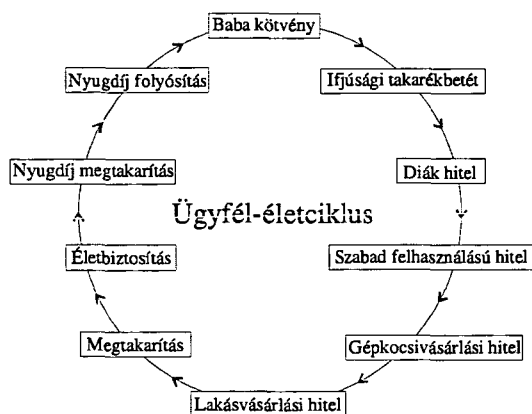 Baba kötvény
Nyugdíj folyósítás
Ifjúsági takarékbetét
Nyugdíj megtakarítás
Diák hitel
Ügyfél-életciklus
Életbiztosítás
Szabad felhasználású hitel
Megtakarítás
Gépkocsivásárlási hitel
Lakásvásárlási hitel